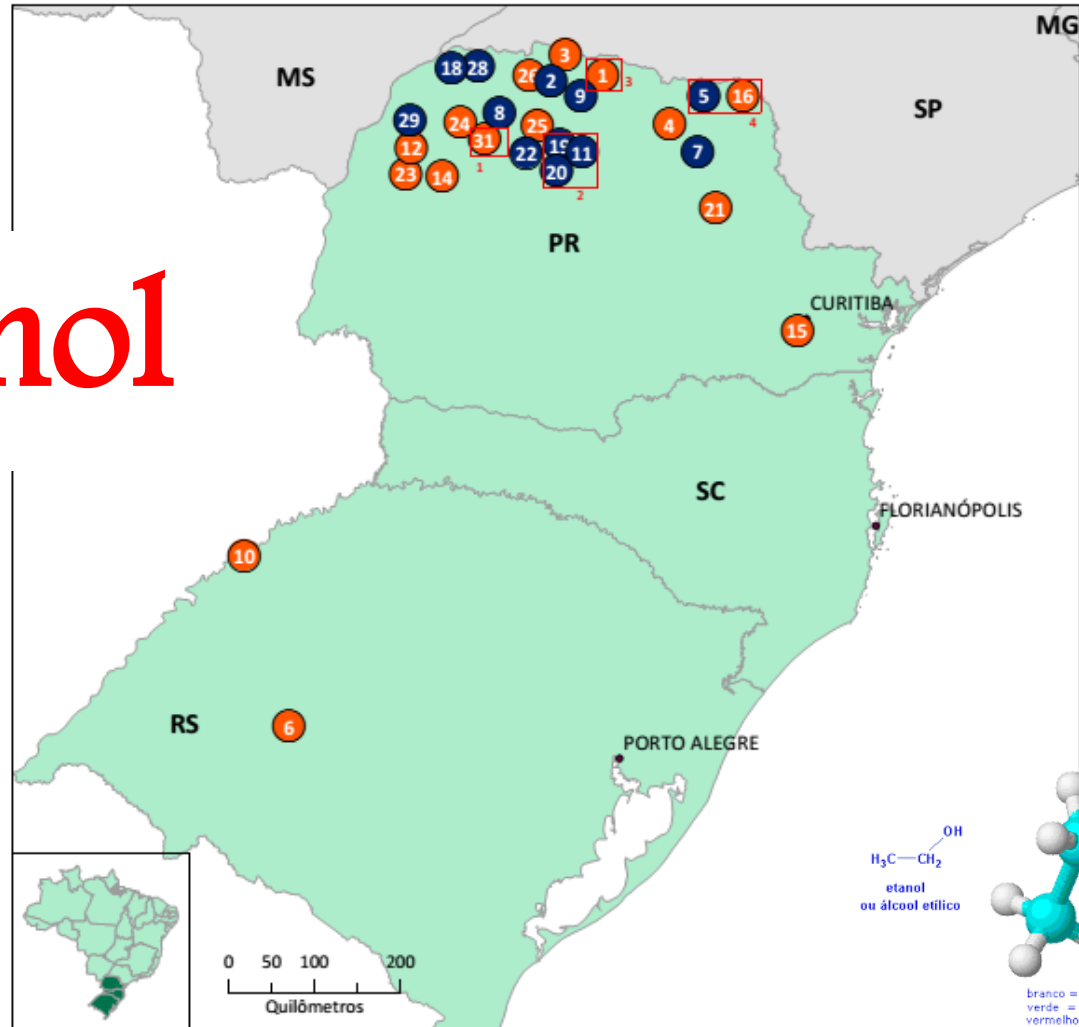 MG
MS
SP
3
18
28
26
2
1
3
9
5
16
4
29
8
24
25
4
12
31
22
19
11
7
23
14
1
20
2
21
PR
CURITIBA
15
nol
SC
FLORIANÓPOLIS
10
RS
6
PORTO ALEGRE
OH
H₃C—CH₂
etanol
ou álcool etílico
0 50 100 200
Quilômetros
branco =
verde =
vermelho